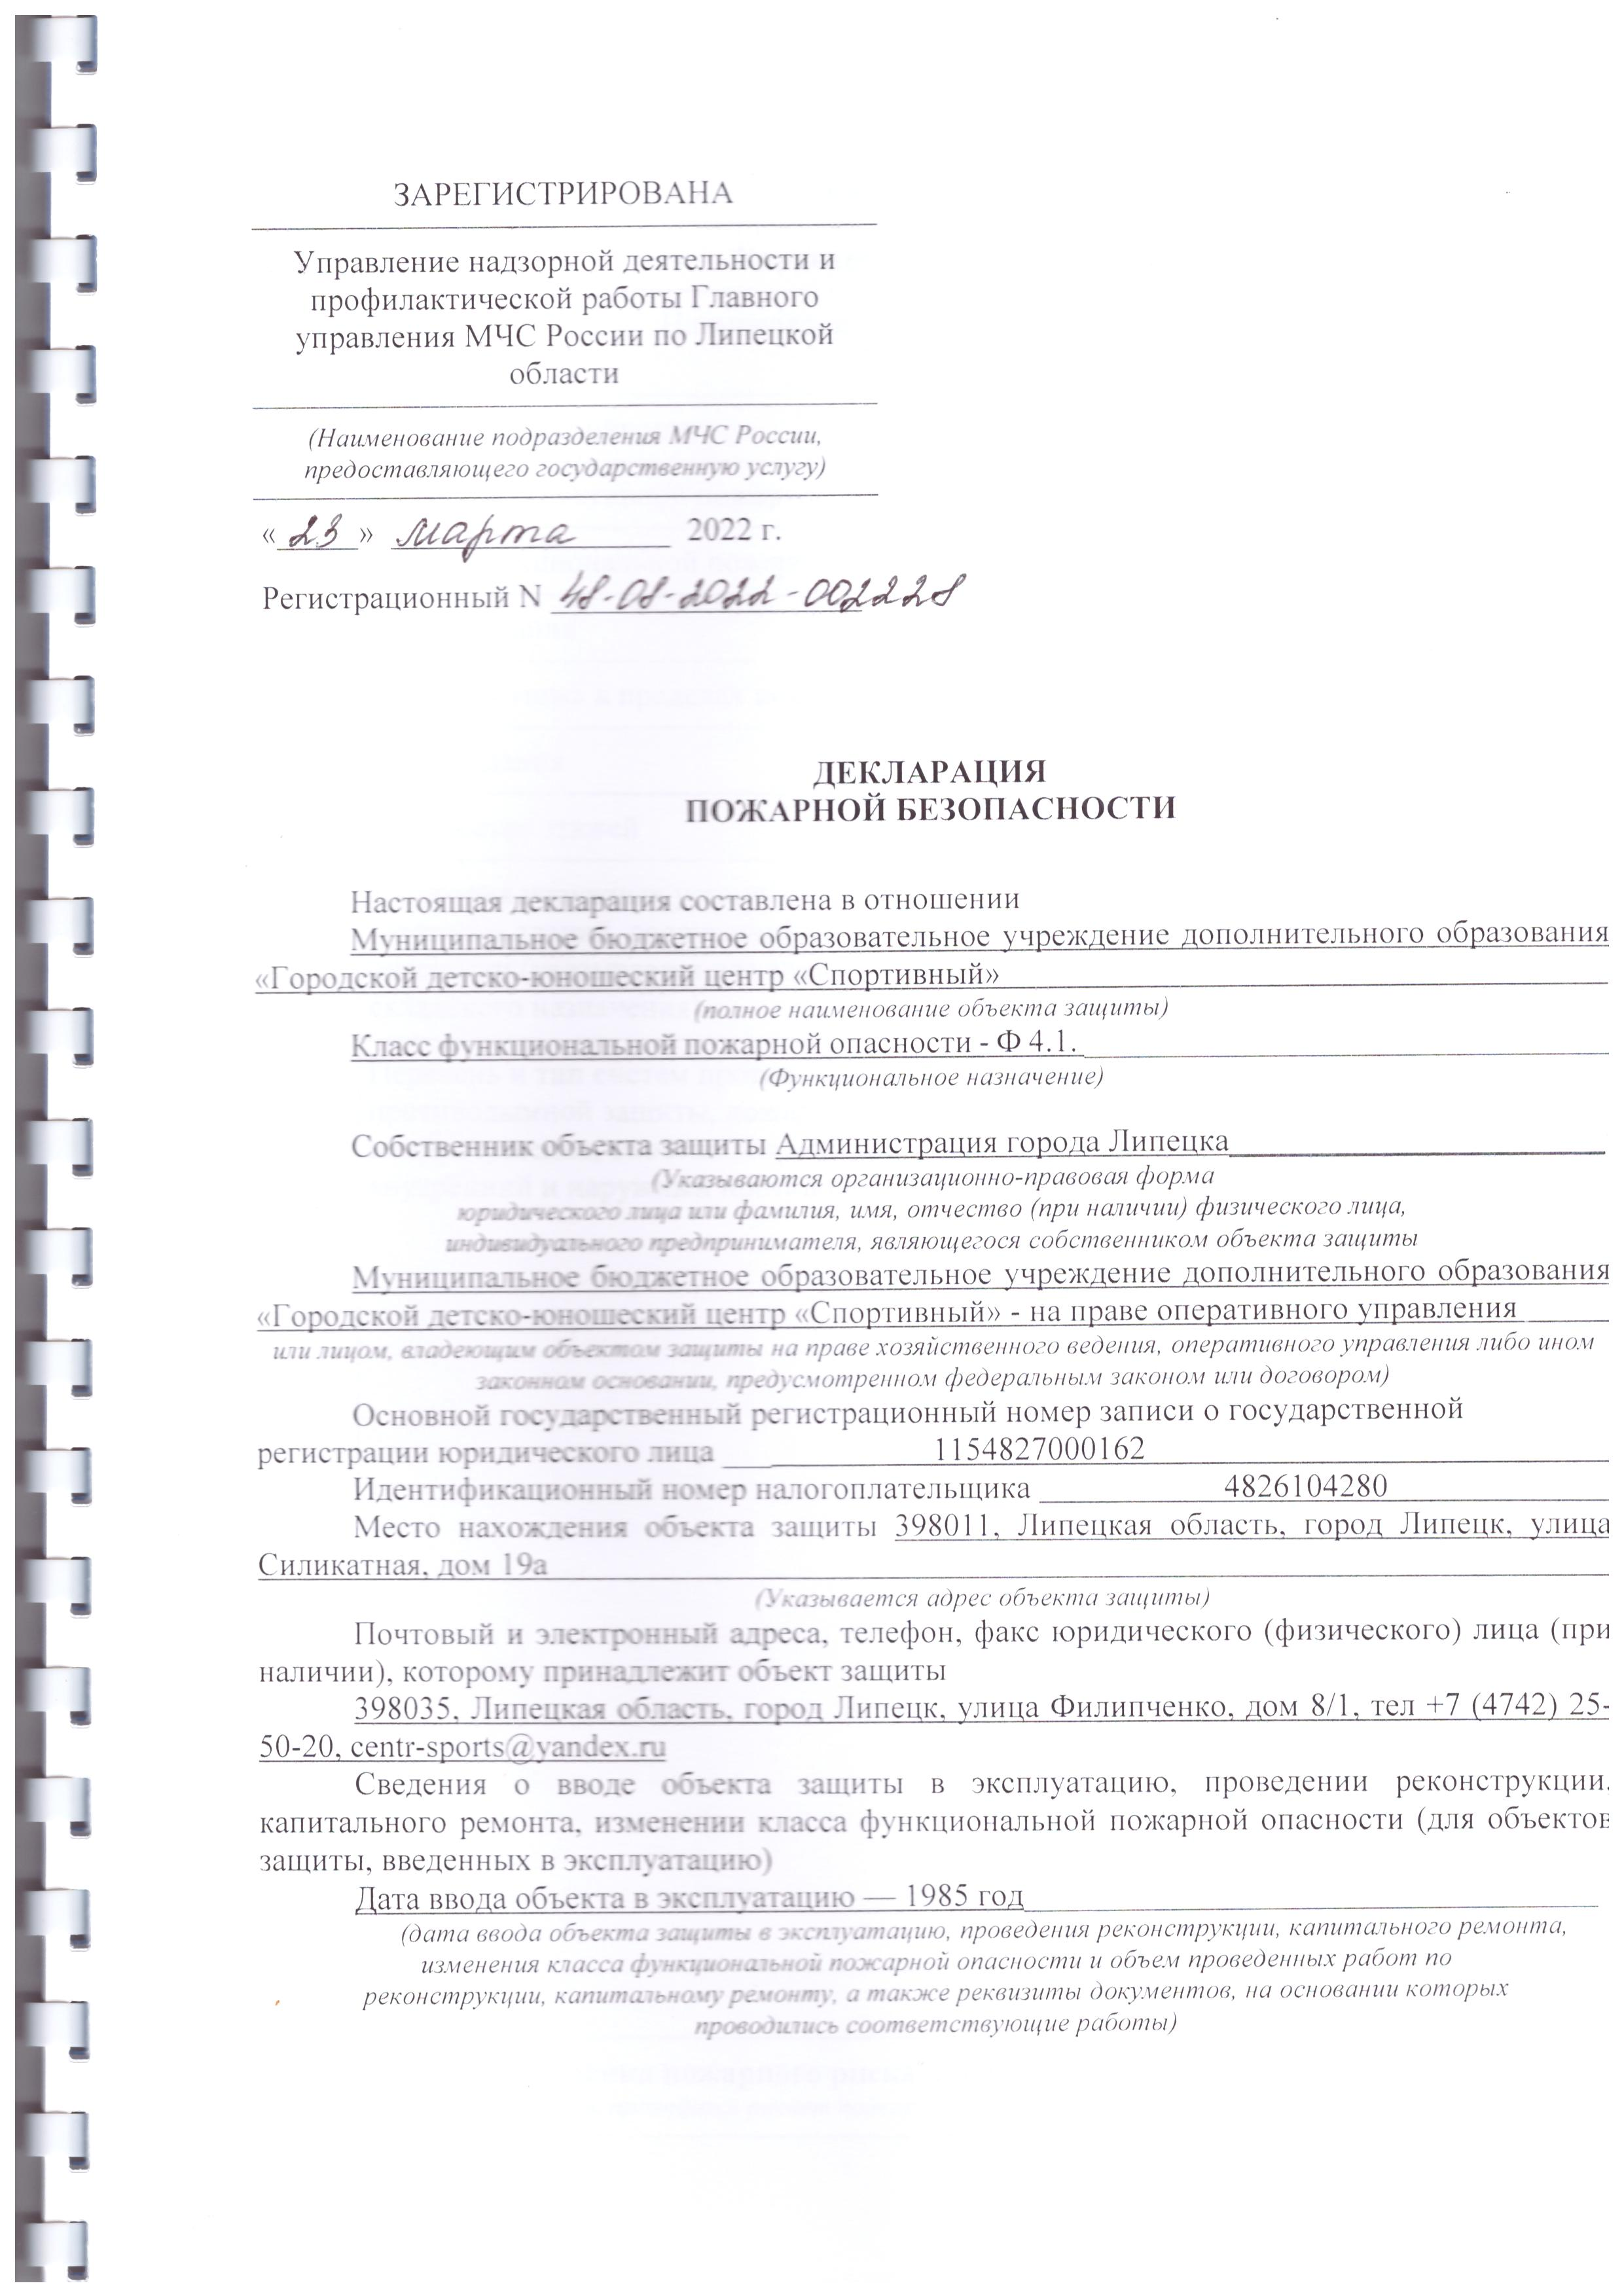 ЗАРЕГИСТРИРОВАНА
Управление надзорной деятельности и
профилактической работы Главного
управления МЧС России по Липецкой
области
(Наименование подразделения МЧС России,
предоставляющего государственную услугу)
«23» марта 2022 г.
Регистрационный N 48-08-2022-002228
ДЕКЛАРАЦИЯ
ПОЖАРНОЙ БЕЗОПАСНОСТИ
Настоящая декларация составлена в отношении
Муниципальное бюджетное образовательное учреждение дополнительного образования
«Городской детско-юношеский центр «Спортивный»
(полное наименование объекта защиты)
Класс функциональной пожарной опасности - Ф 4.1.
(Функциональное назначение)
Собственник объекта защиты Администрация города Липецка
(Указываются организационно-правовая форма
юридического лица или фамилия, имя, отчество (при наличии) физического лица,
индивидуального предпринимателя, являющегося собственником объекта защиты
Муниципальное бюджетное образовательное учреждение дополнительного образования
«Городской детско-юношеский центр «Спортивный» - на праве оперативного управления
или лицом, владеющим объектом защиты на праве хозяйственного ведения, оперативного управления либо ином
законном основании, предусмотренном федеральным законом или договором)
Основной государственный регистрационный номер записи о государственной
регистрации юридического лица 1154827000162
Идентификационный номер налогоплательщика 4826104280
Место нахождения объекта защиты 398011, Липецкая область, город Липецк, улица
Силикатная, дом 19а
(Указывается адрес объекта защиты)
Почтовый и электронный адреса, телефон, факс юридического (физического) лица (при
наличии), которому принадлежит объект защиты
398035, Липецкая область, город Липецк, улица Филипченко, дом 8/1, тел +7 (4742) 25-
50-20, centr-sports@yandex.ru
Сведения о вводе объекта защиты в эксплуатацию, проведении реконструкции,
капитального ремонта, изменении класса функциональной пожарной опасности (для объектов
защиты, введенных в эксплуатацию)
Дата ввода объекта в эксплуатацию — 1985 год
(дата ввода объекта защиты в эксплуатацию, проведения реконструкции, капитального ремонта,
изменения класса функциональной пожарной опасности и объем проведенных работ по
реконструкции, капитальному ремонту, а также реквизиты документов, на основании которых
проводились соответствующие работы)